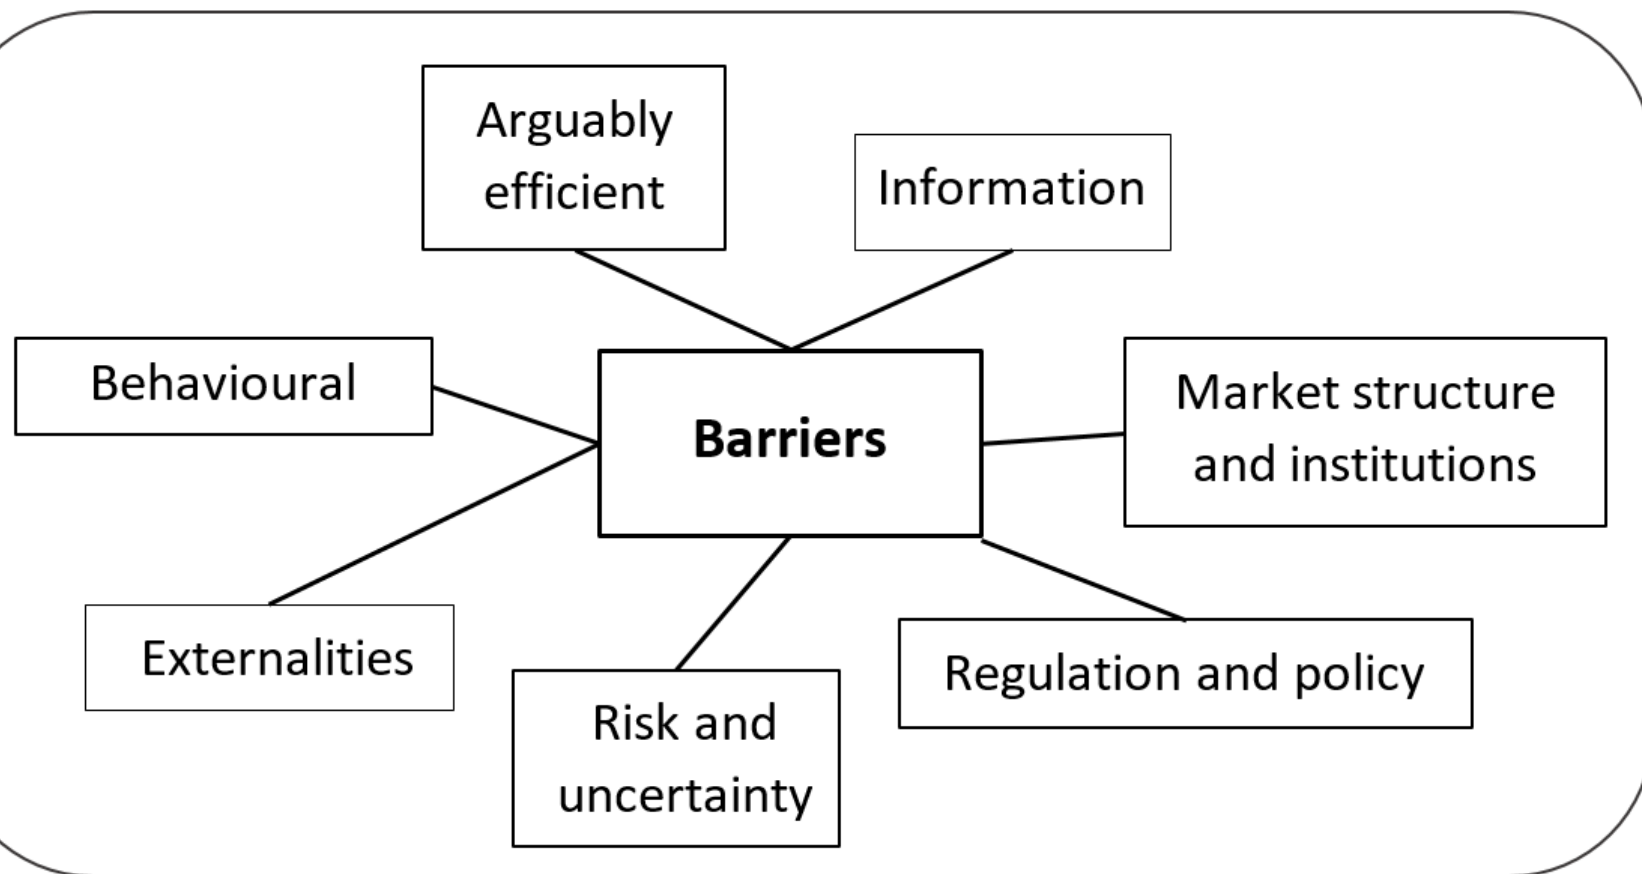 Arguably
efficient
Information
Behavioural
Barriers
Market structure
and institutions
Externalities
Risk and
uncertainty
Regulation and policy